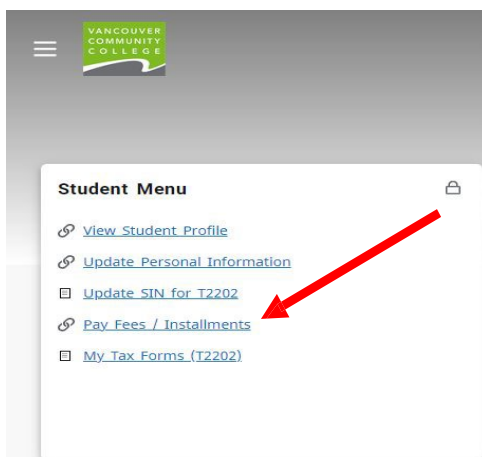 VANCOUVER
COMMUNITY
COLLEGE
Student Menu
View Student Profile
Update Personal Information
Update SIN for T2202
Pay Fees / Installments
My Tax Forms (T2202)